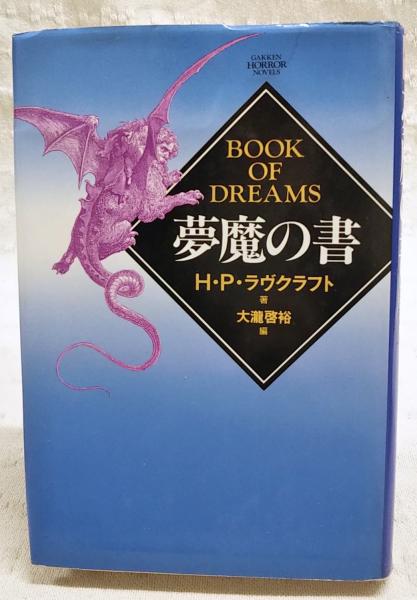 GAKKEN
HORROR
NOVELS
BOOK
OF
DREAMS
夢魔の書
H・P・ラヴクラフト
著
大瀧啓裕
編